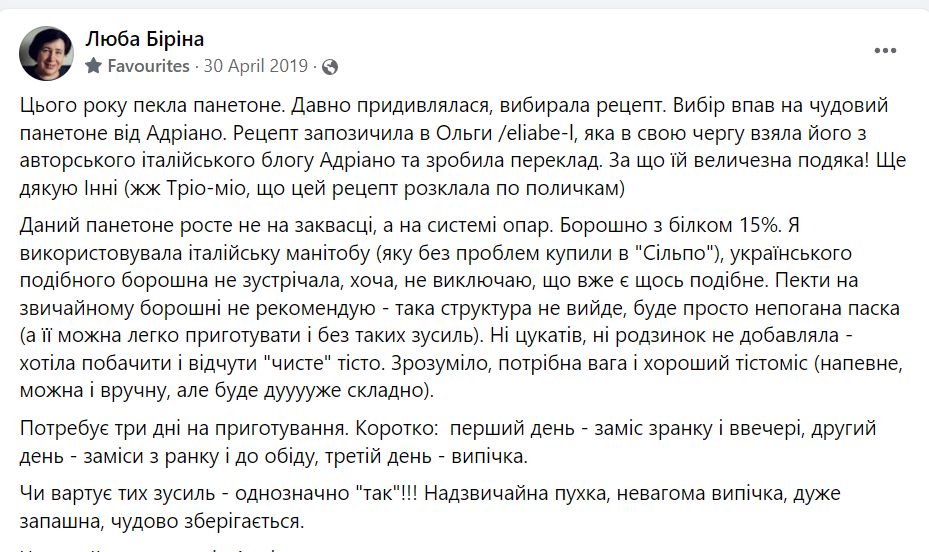 Люба Біріна
Favourites · 30 April 2019 ·
Цього року пекла панетоне. Давно придивлялася, вибирала рецепт. Вибір впав на чудовий
панетоне від Адріано. Рецепт запозичила в Ольги /eliabe-l, яка в свою чергу взяла його з
авторського італійського блогу Адріано та зробила переклад. За що їй величезна подяка! Ще
дякую Інні (жж Тріо-міо, що цей рецепт розклала по поличкам)
Даний панетоне росте не на заквасці, а на системі опар. Борошно з білком 15%. Я
використовувала італійську манітобу (яку без проблем купили в "Сільпо"), українського
подібного борошна не зустрічала, хоча, не виключаю, що вже є щось подібне. Пекти на
звичайному борошні не рекомендую - така структура не вийде, буде просто непогана паска
(а її можна легко приготувати і без таких зусиль). Ні цукатів, ні родзинок не добавляла -
хотіла побачити і відчути "чисте" тісто. Зрозуміло, потрібна вага і хороший тістоміс (напевне,
можна і вручну, але буде дууууже складно).
Потребує три дні на приготування. Коротко:  перший день - заміс зранку і ввечері, другий
день - заміси з ранку і до обіду, третій день - випічка.
Чи вартує тих зусиль - однозначно "так"!!! Надзвичайна пухка, невагома випічка, дуже
запашна, чудово зберігається.